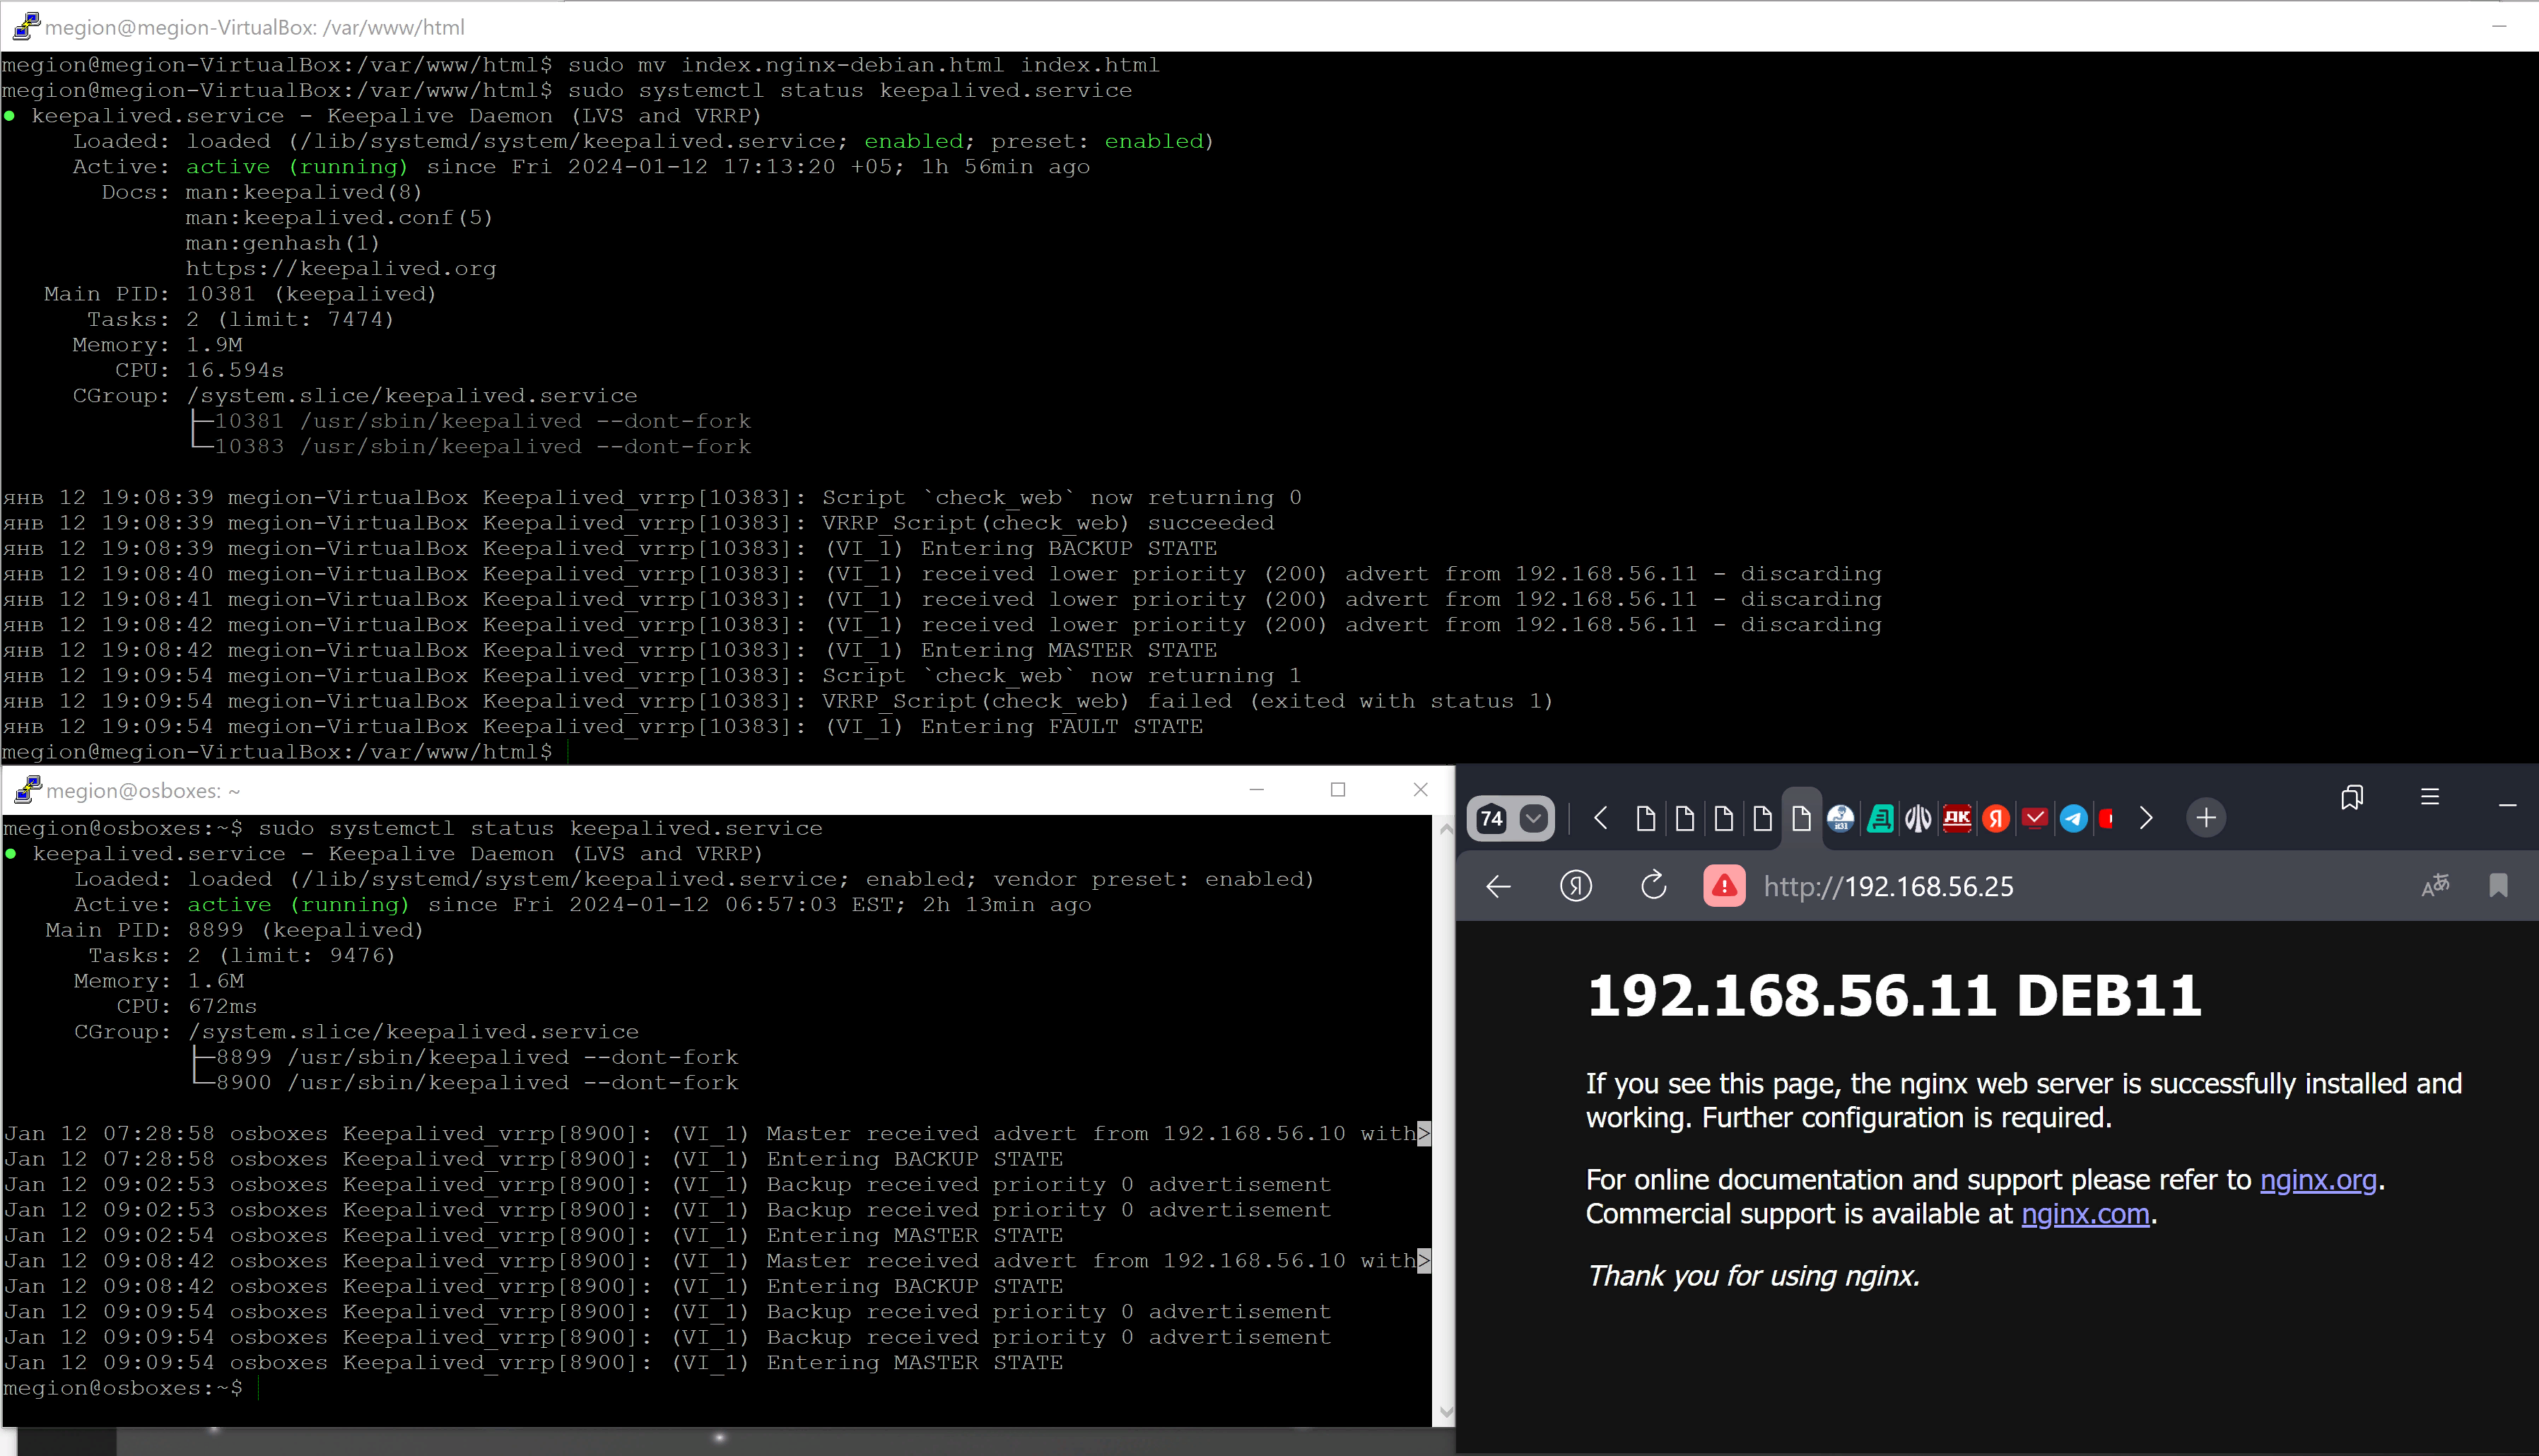 megion@megion-VirtualBox: /var/www/html
megion@megion-VirtualBox:/var/www/html$ sudo mv index.nginx-debian.html index.html
megion@megion-VirtualBox:/var/www/html$ sudo systemctl status keepalived.service
● keepalived.service - Keepalive Daemon (LVS and VRRP)
Loaded: loaded (/lib/systemd/system/keepalived.service; enabled; preset: enabled)
Active: active (running) since Fri 2024-01-12 17:13:20 +05; 1h 56min ago
Docs: man:keepalived(8)
man:keepalived.conf(5)
man:genhash(1)
https://keepalived.org
Main PID: 10381 (keepalived)
Tasks: 2 (limit: 7474)
Memory: 1.9M
CPU: 16.594s
CGroup: /system.slice/keepalived.service
├─10381 /usr/sbin/keepalived --dont-fork
└─10383 /usr/sbin/keepalived --dont-fork
янв 12 19:08:39 megion-VirtualBox Keepalived_vrrp[10383]: Script `check_web` now returning 0
янв 12 19:08:39 megion-VirtualBox Keepalived_vrrp[10383]: VRRP_Script(check_web) succeeded
янв 12 19:08:39 megion-VirtualBox Keepalived_vrrp[10383]: (VI_1) Entering BACKUP STATE
янв 12 19:08:40 megion-VirtualBox Keepalived_vrrp[10383]: (VI_1) received lower priority (200) advert from 192.168.56.11 - discarding
янв 12 19:08:41 megion-VirtualBox Keepalived_vrrp[10383]: (VI_1) received lower priority (200) advert from 192.168.56.11 - discarding
янв 12 19:08:42 megion-VirtualBox Keepalived_vrrp[10383]: (VI_1) received lower priority (200) advert from 192.168.56.11 - discarding
янв 12 19:08:42 megion-VirtualBox Keepalived_vrrp[10383]: (VI_1) Entering MASTER STATE
янв 12 19:09:54 megion-VirtualBox Keepalived_vrrp[10383]: Script `check_web` now returning 1
янв 12 19:09:54 megion-VirtualBox Keepalived_vrrp[10383]: VRRP_Script(check_web) failed (exited with status 1)
янв 12 19:09:54 megion-VirtualBox Keepalived_vrrp[10383]: (VI_1) Entering FAULT STATE
megion@megion-VirtualBox:/var/www/html$
megion@osboxes: ~
megion@osboxes:~$ sudo systemctl status keepalived.service
● keepalived.service - Keepalive Daemon (LVS and VRRP)
Loaded: loaded (/lib/systemd/system/keepalived.service; enabled; vendor preset: enabled)
Active: active (running) since Fri 2024-01-12 06:57:03 EST; 2h 13min ago
Main PID: 8899 (keepalived)
Tasks: 2 (limit: 9476)
Memory: 1.6M
CPU: 672ms
CGroup: /system.slice/keepalived.service
├─8899 /usr/sbin/keepalived --dont-fork
└─8900 /usr/sbin/keepalived --dont-fork
Jan 12 07:28:58 osboxes Keepalived_vrrp[8900]: (VI_1) Master received advert from 192.168.56.10 with>
Jan 12 07:28:58 osboxes Keepalived_vrrp[8900]: (VI_1) Entering BACKUP STATE
Jan 12 09:02:53 osboxes Keepalived_vrrp[8900]: (VI_1) Backup received priority 0 advertisement
Jan 12 09:02:53 osboxes Keepalived_vrrp[8900]: (VI_1) Backup received priority 0 advertisement
Jan 12 09:02:54 osboxes Keepalived_vrrp[8900]: (VI_1) Entering MASTER STATE
Jan 12 09:08:42 osboxes Keepalived_vrrp[8900]: (VI_1) Master received advert from 192.168.56.10 with>
Jan 12 09:08:42 osboxes Keepalived_vrrp[8900]: (VI_1) Entering BACKUP STATE
Jan 12 09:09:54 osboxes Keepalived_vrrp[8900]: (VI_1) Backup received priority 0 advertisement
Jan 12 09:09:54 osboxes Keepalived_vrrp[8900]: (VI_1) Backup received priority 0 advertisement
Jan 12 09:09:54 osboxes Keepalived_vrrp[8900]: (VI_1) Entering MASTER STATE
megion@osboxes:~$
74
it31 ДК Я
Я http://192.168.56.25
192.168.56.11 DEB11
If you see this page, the nginx web server is successfully installed and
working. Further configuration is required.
For online documentation and support please refer to nginx.org.
Commercial support is available at nginx.com.
Thank you for using nginx.